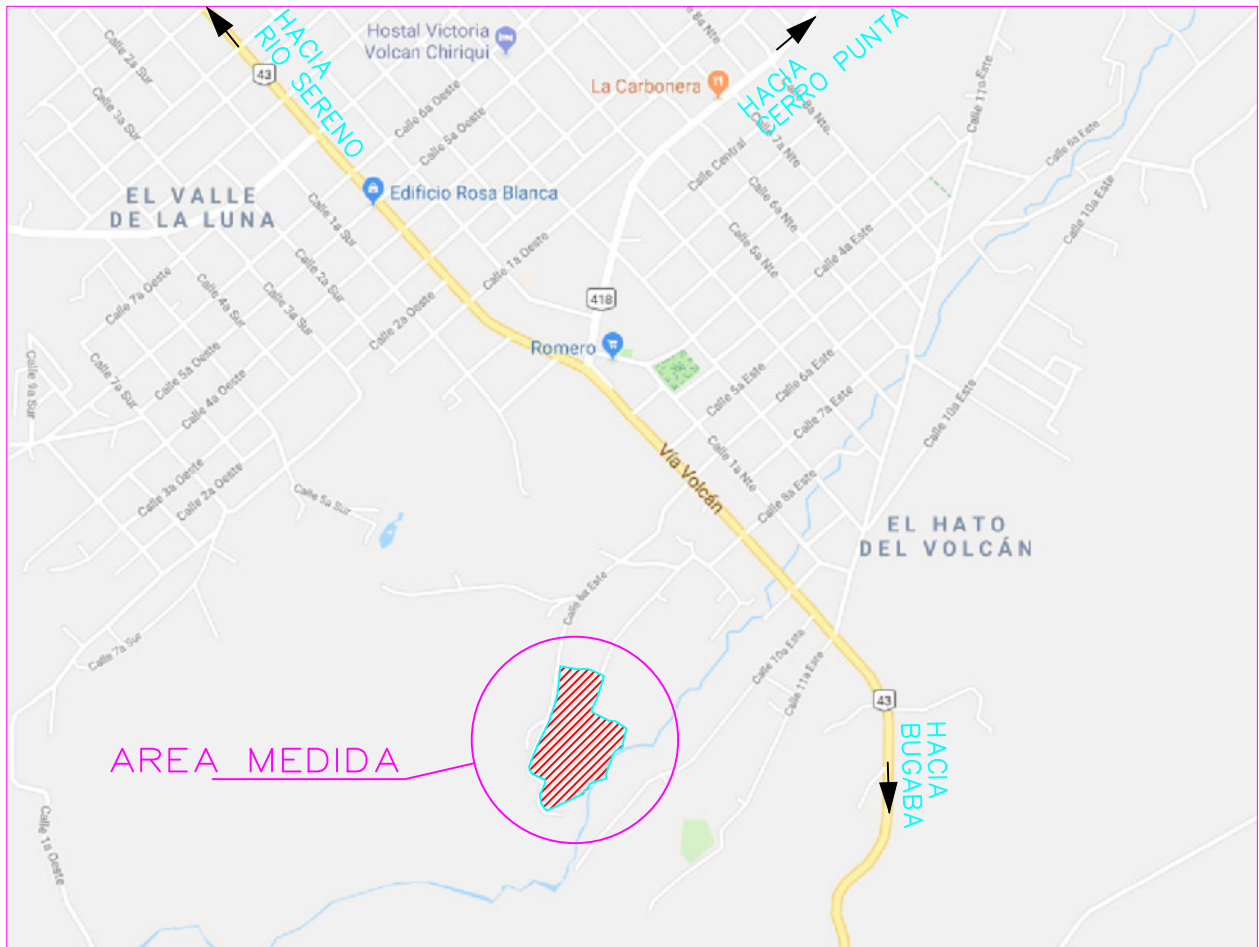 HACIA
RIO SERENO
43
Hostal Victoria
Volcan Chiriqui
La Carbonera
HACIA
CERRO PUNTA
Calle 8a Nte
Calle 8a Nte.
Calle 11a Este
Calle 2a Sur
Calle 3a Sur
Calle 6a Oeste
Calle 5a Oeste
Calle 7a Nte
Calle Central
Calle 6a Este
Calle 6a Nte
Calle 10a Este
EL VALLE
DE LA LUNA
Edificio Rosa Blanca
Calle 1a Sur
Calle 1a Oeste
Calle 5a Nte
Calle 4a Este
Calle 2a Sur
Calle 7a Oeste
Calle 4a Sur
Calle 3a Sur
Calle 2a Oeste
418
Romero
Calle 9a Sur
Calle 7a Sur
Calle 5a Oeste
Calle 4a Oeste
Calle 5a Este
Calle 6a Este
Calle 7a Este
Calle 10a Este
Calle 3a Oeste
Calle 2a Oeste
Calle 5a Sur
Vía Volcán
Calle 1a Nte
Calle 8a Este
EL HATO
DEL VOLCÁN
Calle 6a Este
Calle 7a Sur
Calle 10a Este
Calle 11a Este
43
HACIA
BUGABA
AREA MEDIDA
Calle 1a Oeste